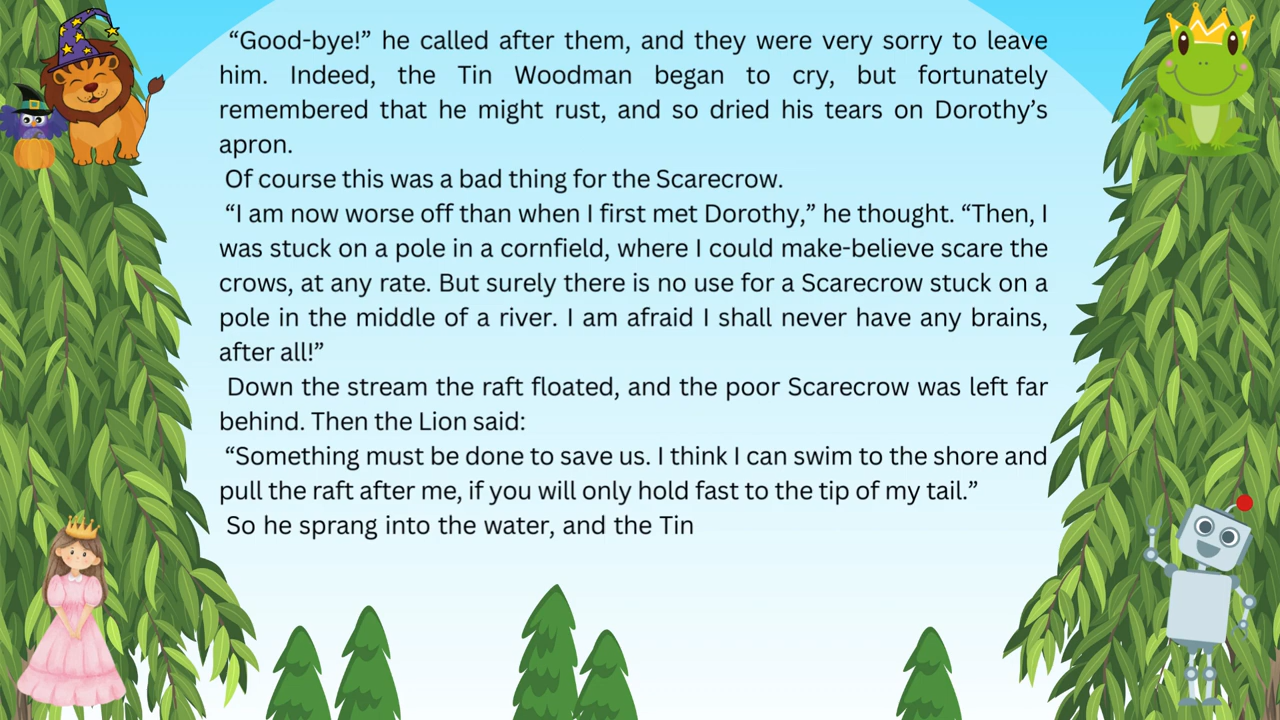 “Good-bye!” he called after them, and they were very sorry to leave
him. Indeed, the Tin Woodman began to cry, but fortunately
remembered that he might rust, and so dried his tears on Dorothy’s
apron.
Of course this was a bad thing for the Scarecrow.
“I am now worse off than when I first met Dorothy,” he thought. “Then, I
was stuck on a pole in a cornfield, where I could make-believe scare the
crows, at any rate. But surely there is no use for a Scarecrow stuck on a
pole in the middle of a river. I am afraid I shall never have any brains,
after all!”
Down the stream the raft floated, and the poor Scarecrow was left far
behind. Then the Lion said:
“Something must be done to save us. I think I can swim to the shore and
pull the raft after me, if you will only hold fast to the tip of my tail.”
So he sprang into the water, and the Tin